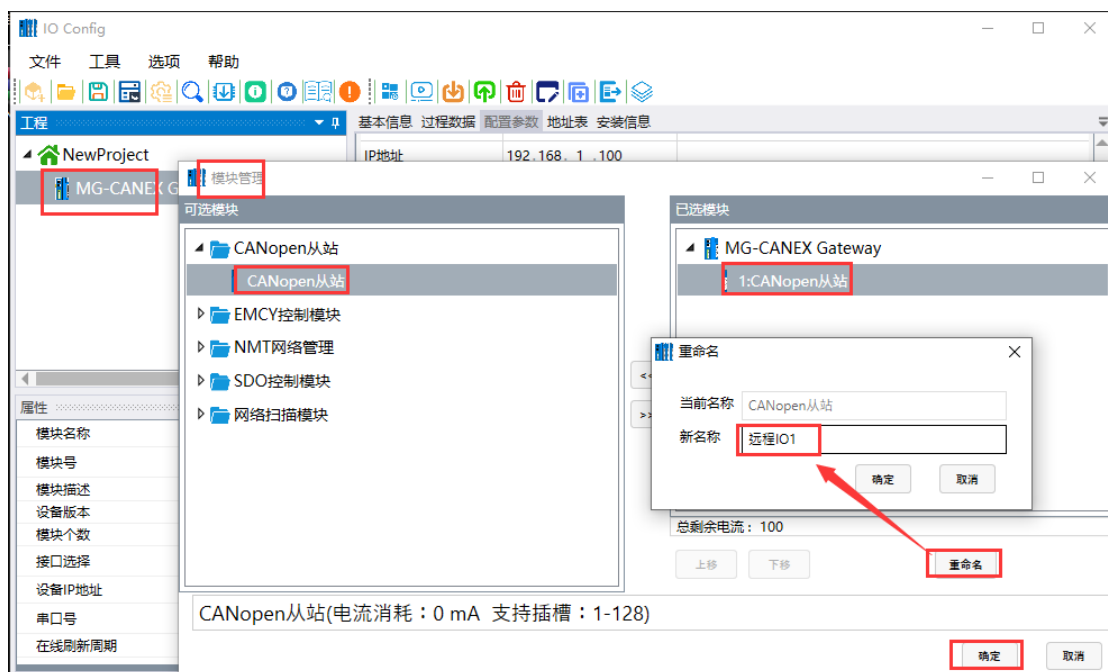 IO Config
文件 工具 选项 帮助
工程
基本信息 过程数据 配置参数 地址表 安装信息
NewProject
IP地址 192.168. 1 .100
MG-CANEX G
模块管理
可选模块
已选模块
CANopen从站
MG-CANEX Gateway
CANopen从站
1:CANopen从站
EMCY控制模块
NMT网络管理
重命名
SDO控制模块
<<
当前名称 CANopen从站
网络扫描模块
>>
新名称 远程IO1
属性
模块名称
模块号
确定 取消
模块描述
设备版本
模块个数
总剩余电流: 100
接口选择
上移 下移 重命名
设备IP地址
CANopen从站(电流消耗:0 mA 支持插槽:1-128)
串口号
在线刷新周期
确定 取消